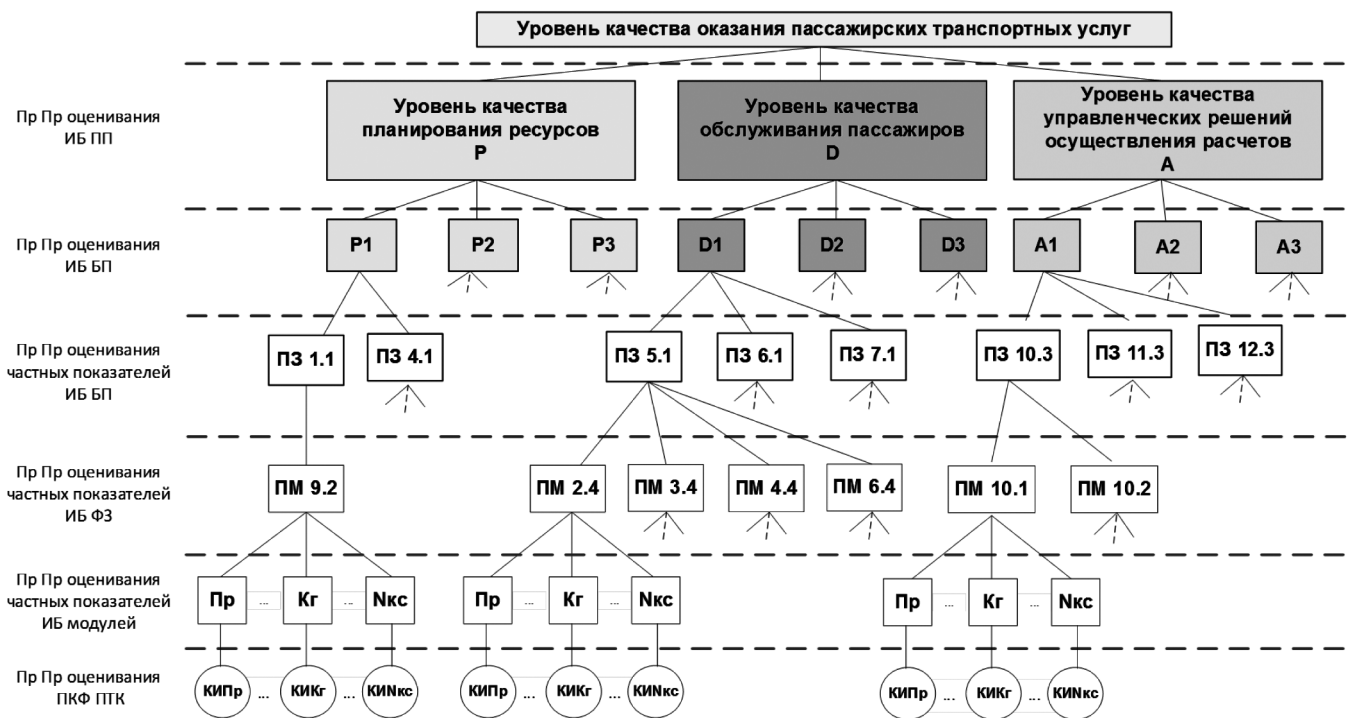 Уровень качества оказания пассажирских транспортных услуг
Пр Пр оценивания
ИБ ПП
Уровень качества
планирования ресурсов
P
Уровень качества
обслуживания пассажиров
D
Уровень качества
управленческих решений
осуществления расчетов
A
Пр Пр оценивания
ИБ БП
P1
P2
P3
D1
D2
D3
A1
A2
A3
Пр Пр оценивания
частных показателей
ИБ БП
ПЗ 1.1
ПЗ 4.1
ПЗ 5.1
ПЗ 6.1
ПЗ 7.1
ПЗ 10.3
ПЗ 11.3
ПЗ 12.3
Пр Пр оценивания
частных показателей
ИБ ФЗ
ПМ 9.2
ПМ 2.4
ПМ 3.4
ПМ 4.4
ПМ 6.4
ПМ 10.1
ПМ 10.2
Пр Пр оценивания
частных показателей
ИБ модулей
Пр ... Кг ... Nкс
Пр ... Кг ... Nкс
Пр ... Кг ... Nкс
Пр Пр оценивания
ПКФ ПТК
КИПр ... КИКг ... КИNкс
КИПр ... КИКг ... КИNкс
КИПр ... КИКг ... КИNкс